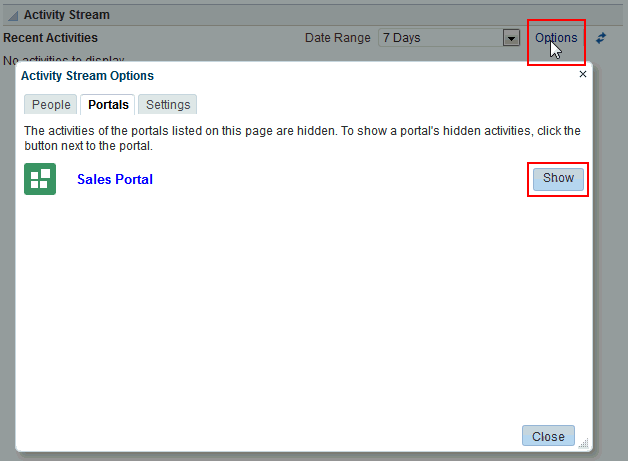 Activity Stream
Recent Activities Date Range 7 Days Options
No activities to display
Activity Stream Options
People Portals Settings
The activities of the portals listed on this page are hidden. To show a portal's hidden activities, click the
button next to the portal.
Sales Portal Show
Close